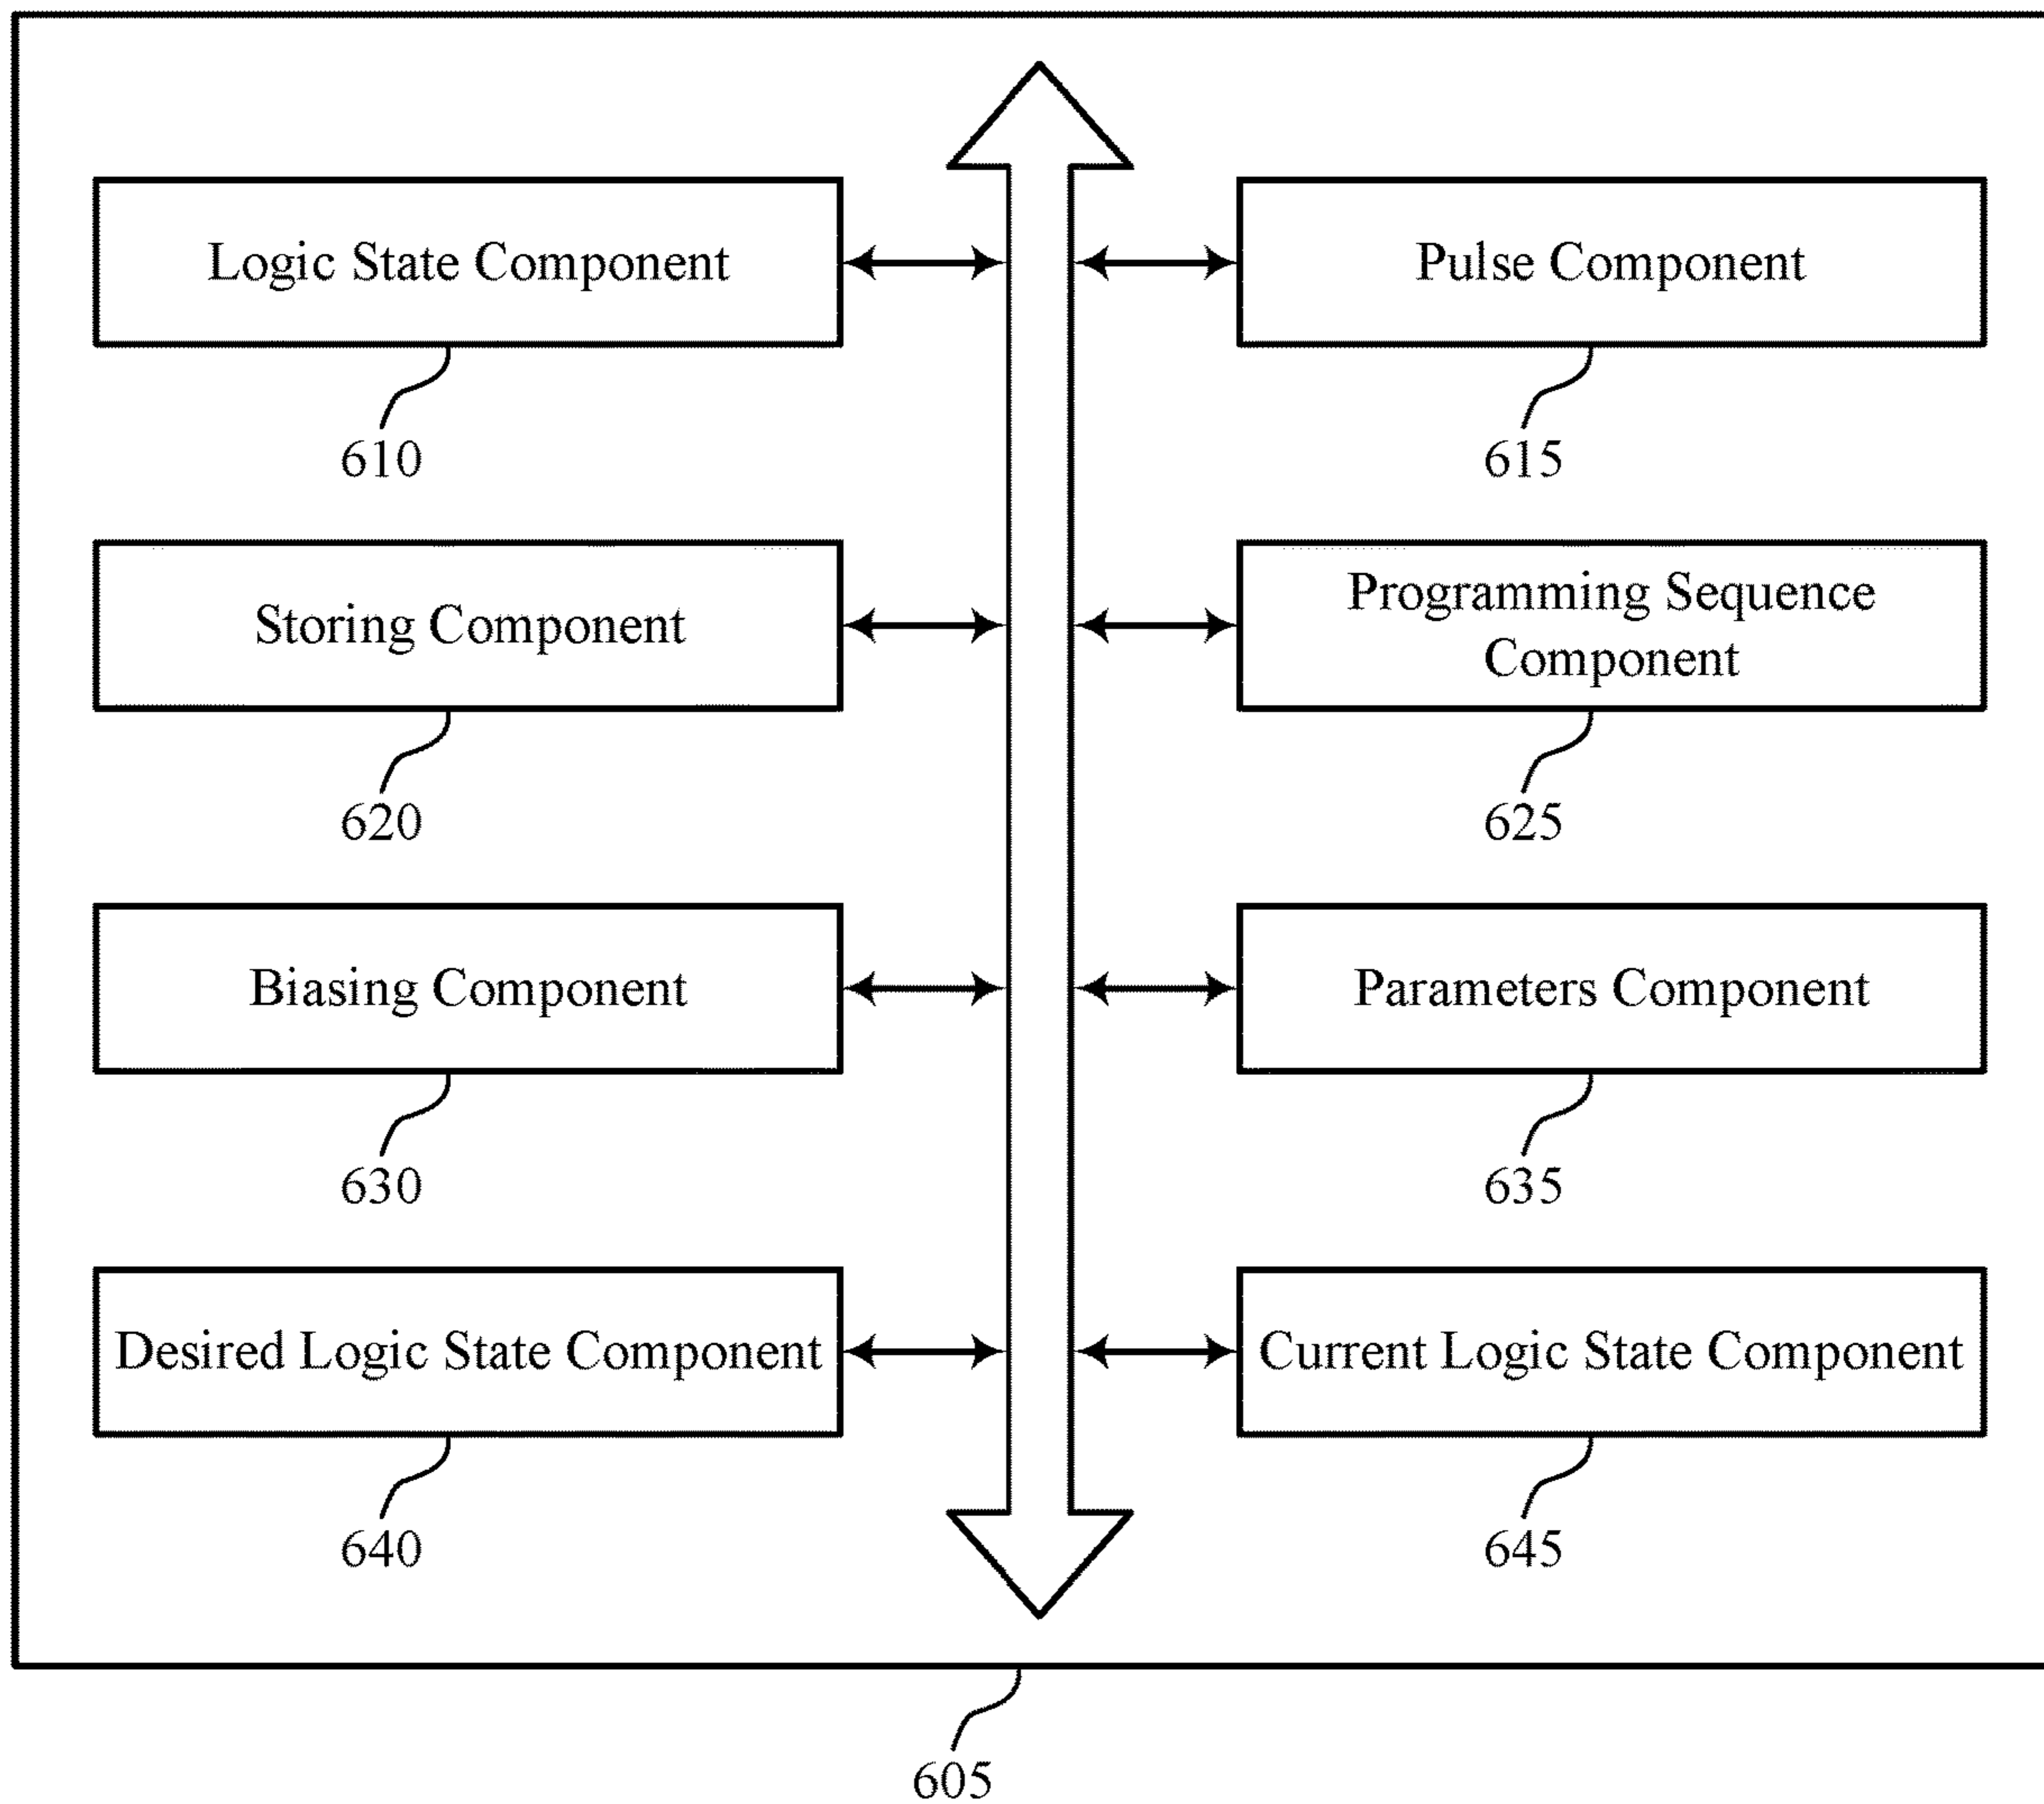 Logic State Component
Pulse Component
610
615
Storing Component
Programming Sequence
Component
620
625
Biasing Component
Parameters Component
630
635
Desired Logic State Component
Current Logic State Component
640
645
605